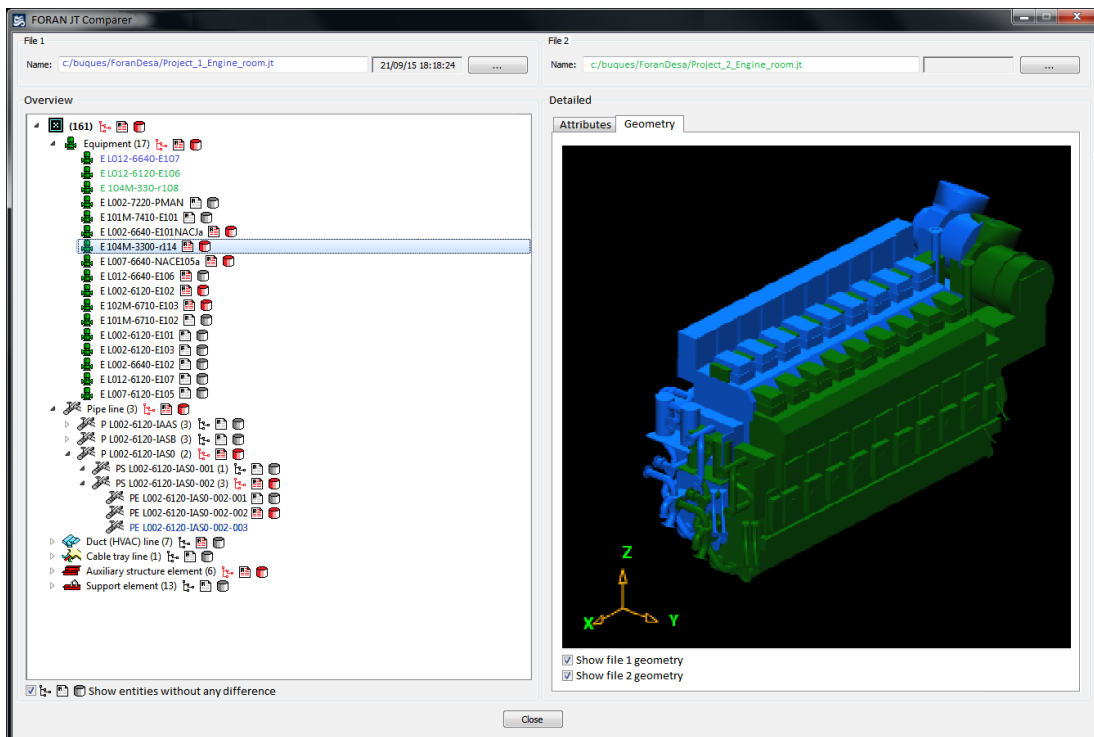 FORAN JT Comparer
File 1
Name: c:/buques/ForanDesa/Project_1_Engine_room.jt 21/09/15 18:18:24 ...
File 2
Name: c:/buques/ForanDesa/Project_2_Engine_room.jt ...
Overview
(161)
Equipment (17)
E L012-6640-E107
E L012-6120-E106
E 104M-330-r108
E L002-7220-PMAN
E 101M-7410-E101
E L002-6640-E101NACJa
E 104M-3300-r114
E L007-6640-NACE105a
E L012-6640-E106
E L002-6120-E102
E 102M-6710-E103
E 101M-6710-E102
E L002-6120-E101
E L002-6120-E103
E L002-6640-E102
E L012-6120-E107
E L007-6120-E105
Pipe line (3)
P L002-6120-IAAS (3)
P L002-6120-IASB (3)
P L002-6120-IAS0 (2)
PS L002-6120-IAS0-001 (1)
PS L002-6120-IAS0-002 (3)
PE L002-6120-IAS0-002-001
PE L002-6120-IAS0-002-002
PE L002-6120-IAS0-002-003
Duct (HVAC) line (7)
Cable tray line (1)
Auxiliary structure element (6)
Support element (13)
Show entities without any difference
Detailed
Attributes Geometry
Z
X Y
Show file 1 geometry
Show file 2 geometry
Close